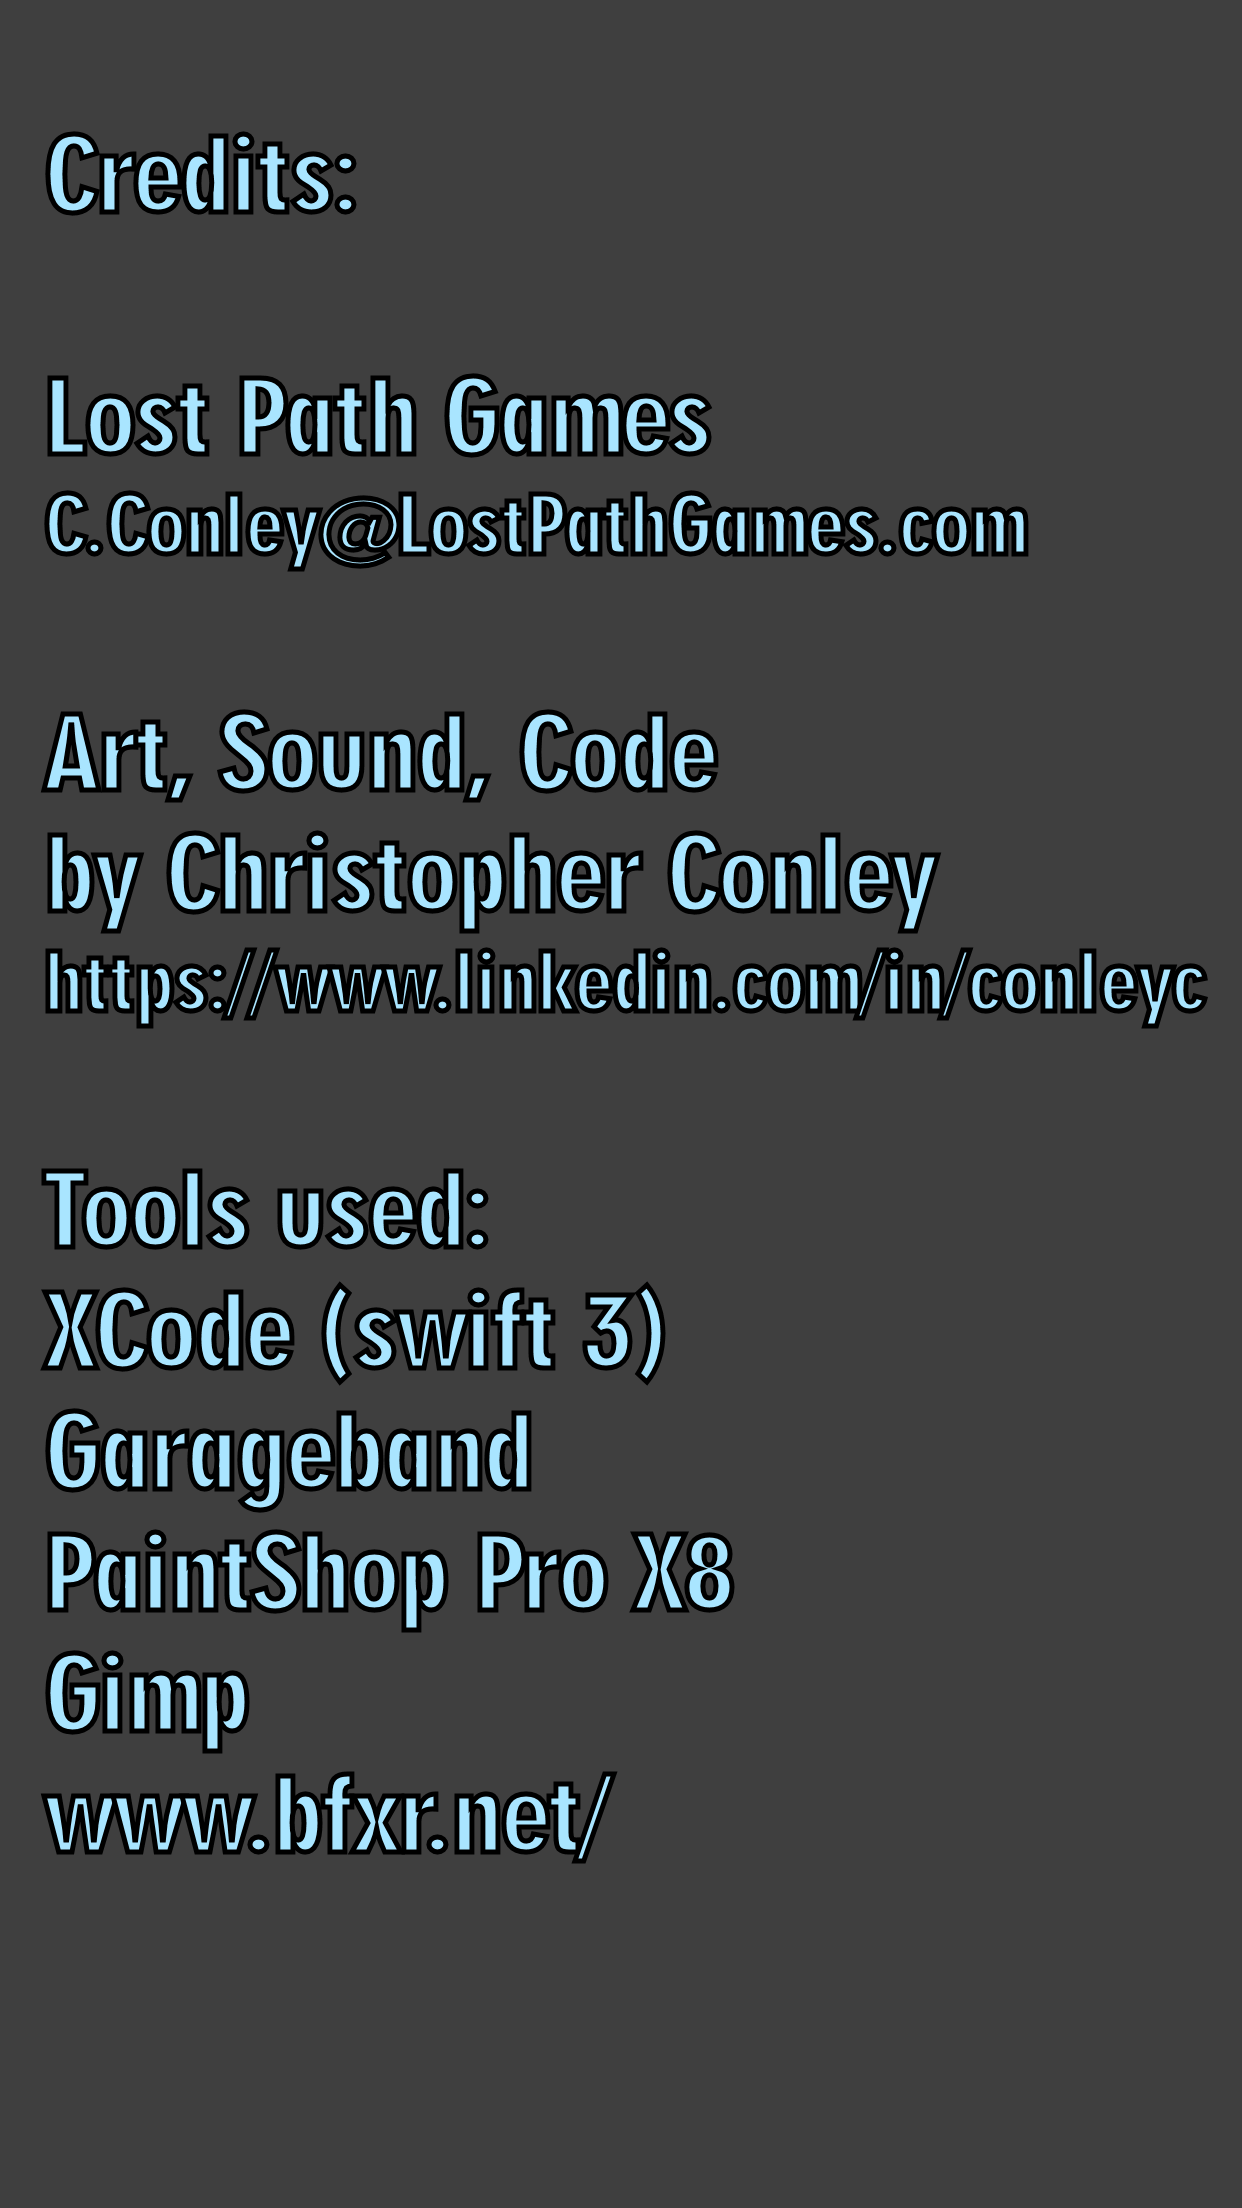 Credits:
Lost Path Games
C.Conley@LostPathGames.com
Art, Sound, Code
by Christopher Conley
https://www.linkedin.com/in/conleyc
Tools used:
XCode (swift 3)
Garageband
PaintShop Pro X8
Gimp
www.bfxr.net/